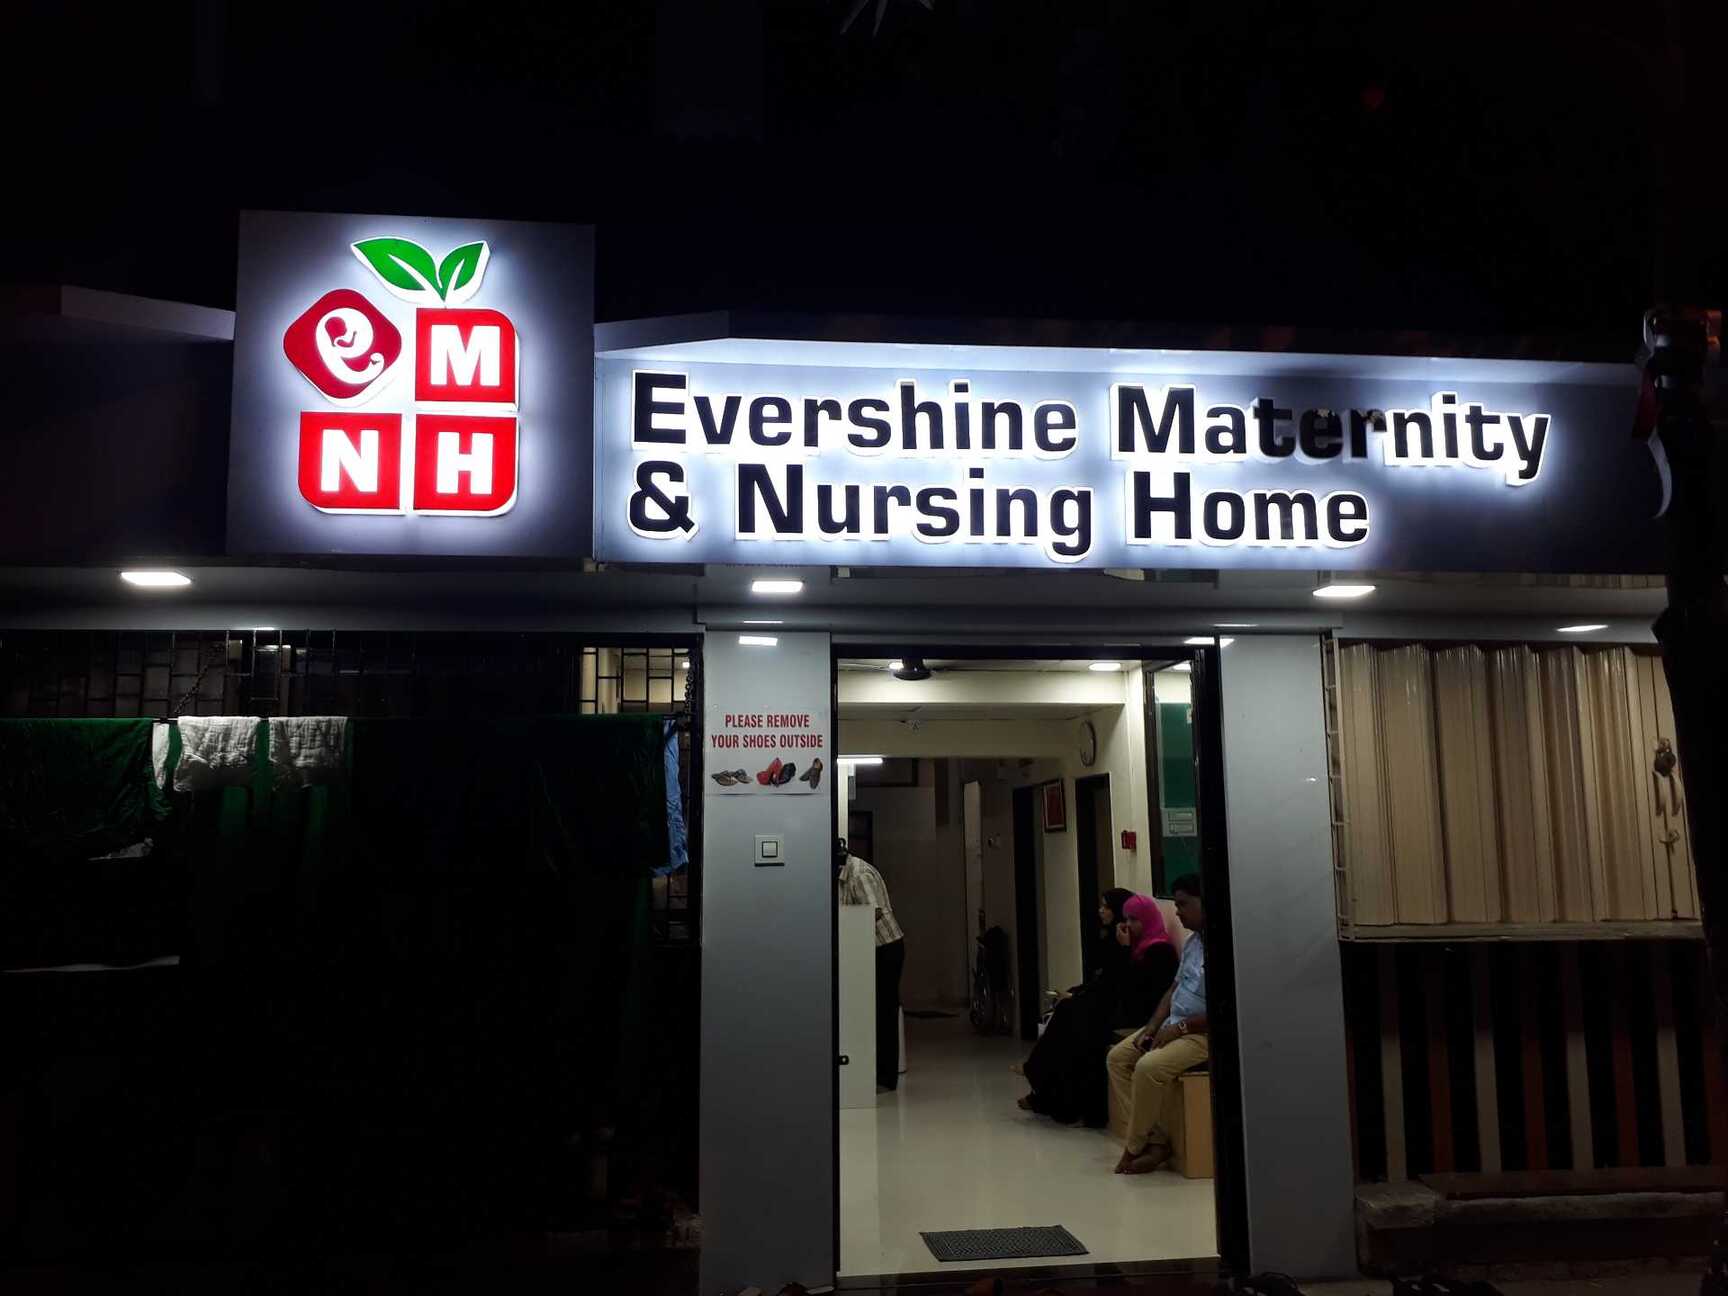 e M
N H
Evershine Maternity
& Nursing Home
PLEASE REMOVE
YOUR SHOES OUTSIDE